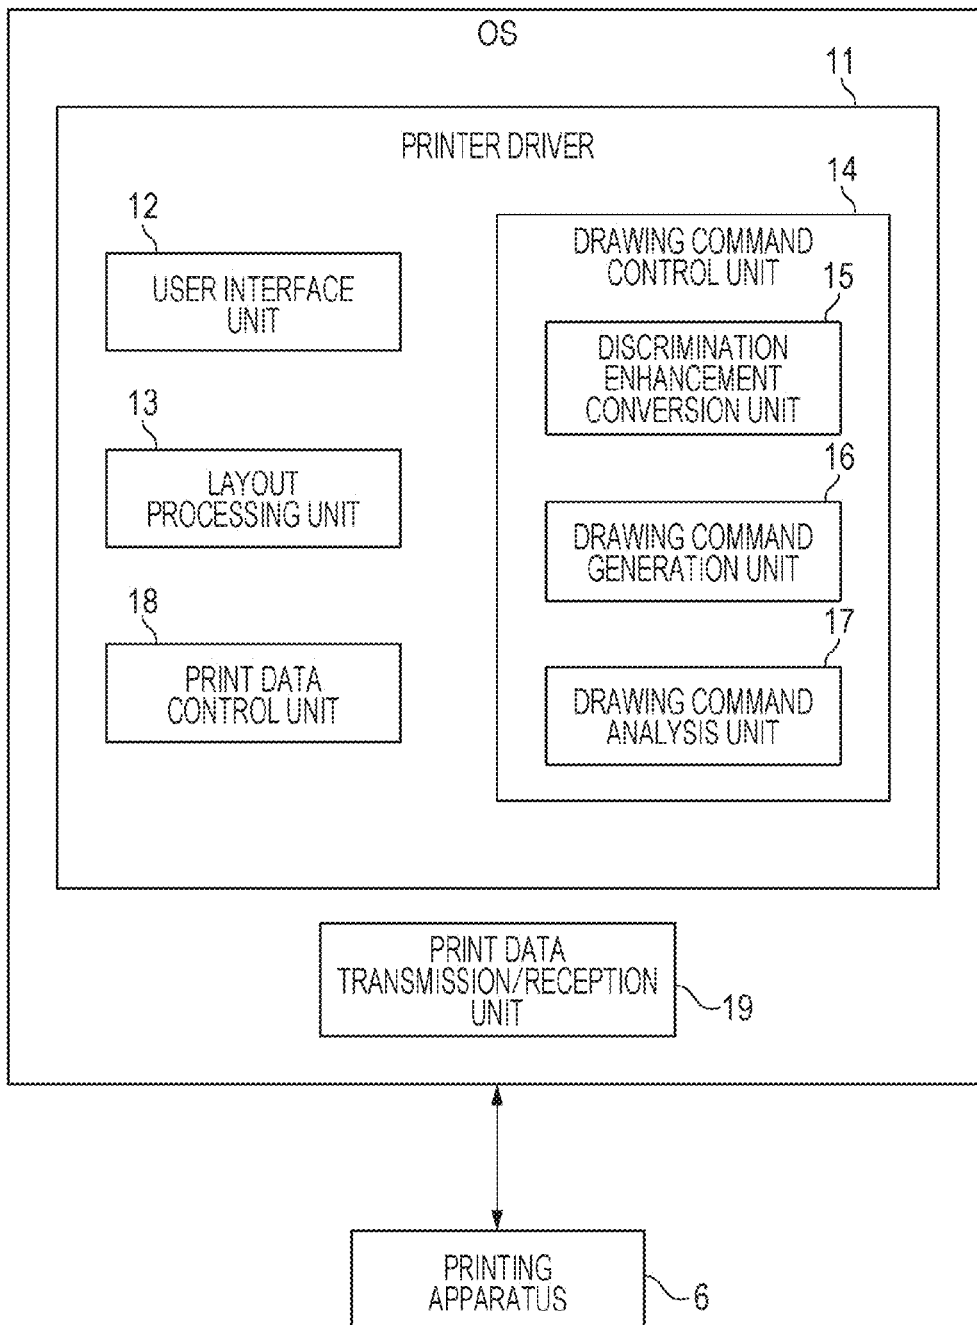 OS
11
PRINTER DRIVER
12
USER INTERFACE
UNIT
13
LAYOUT
PROCESSING UNIT
18
PRINT DATA
CONTROL UNIT
14
DRAWING COMMAND
CONTROL UNIT
15
DISCRIMINATION
ENHANCEMENT
CONVERSION UNIT
16
DRAWING COMMAND
GENERATION UNIT
17
DRAWING COMMAND
ANALYSIS UNIT
PRINT DATA
TRANSMISSION/RECEPTION
UNIT
19
PRINTING
APPARATUS
6